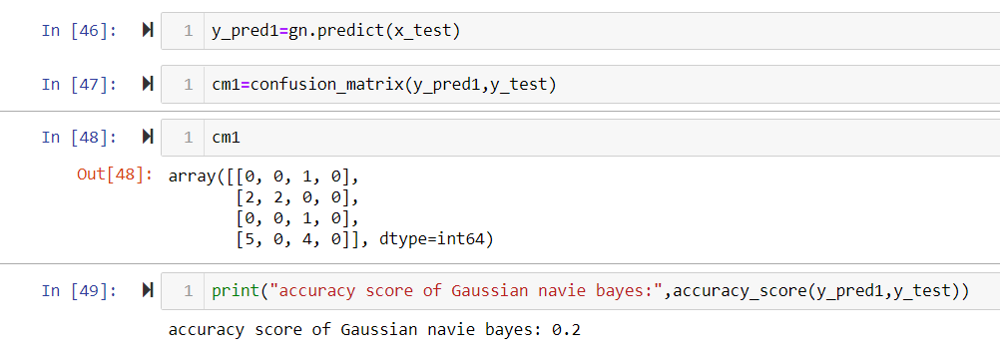 In [46]: 1 y_pred1=gn.predict(x_test)
In [47]: 1 cm1=confusion_matrix(y_pred1,y_test)
In [48]: 1 cm1
Out[48]: array([[0, 0, 1, 0],
[2, 2, 0, 0],
[0, 0, 1, 0],
[5, 0, 4, 0]], dtype=int64)
In [49]: 1 print("accuracy score of Gaussian navie bayes:",accuracy_score(y_pred1,y_test))
accuracy score of Gaussian navie bayes: 0.2